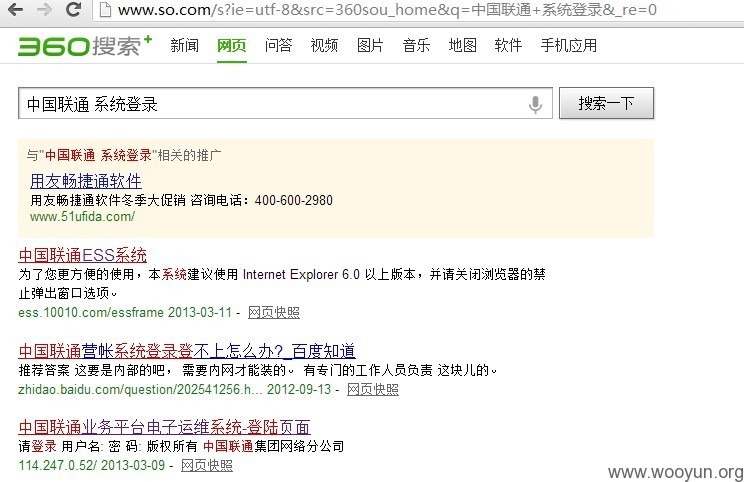 www.so.com/s?ie=utf-8&src=360sou_home&q=中国联通+系统登录&_re=0
360搜索+ 新闻 网页 问答 视频 图片 音乐 地图 软件 手机应用
中国联通 系统登录 搜索一下
与"中国联通 系统登录"相关的推广
用友畅捷通软件
用友畅捷通软件冬季大促销 咨询电话：400-600-2980
www.51ufida.com/
中国联通ESS系统
为了您更方便的使用，本系统建议使用 Internet Explorer 6.0 以上版本，并请关闭浏览器的禁
止弹出窗口选项。
ess.10010.com/essframe 2013-03-11 - 网页快照
中国联通营帐系统登录登不上怎么办?_百度知道
推荐答案 这要是内部的吧， 需要内网才能装的。 有专门的工作人员负责 这块儿的。
zhidao.baidu.com/question/202541256.h... 2012-09-13 - 网页快照
中国联通业务平台电子运维系统-登陆页面
请登录 用户名: 密 码: 版权所有 中国联通集团网络分公司
114.247.0.52/ 2013-03-09 - 网页快照
www.wooyun.org